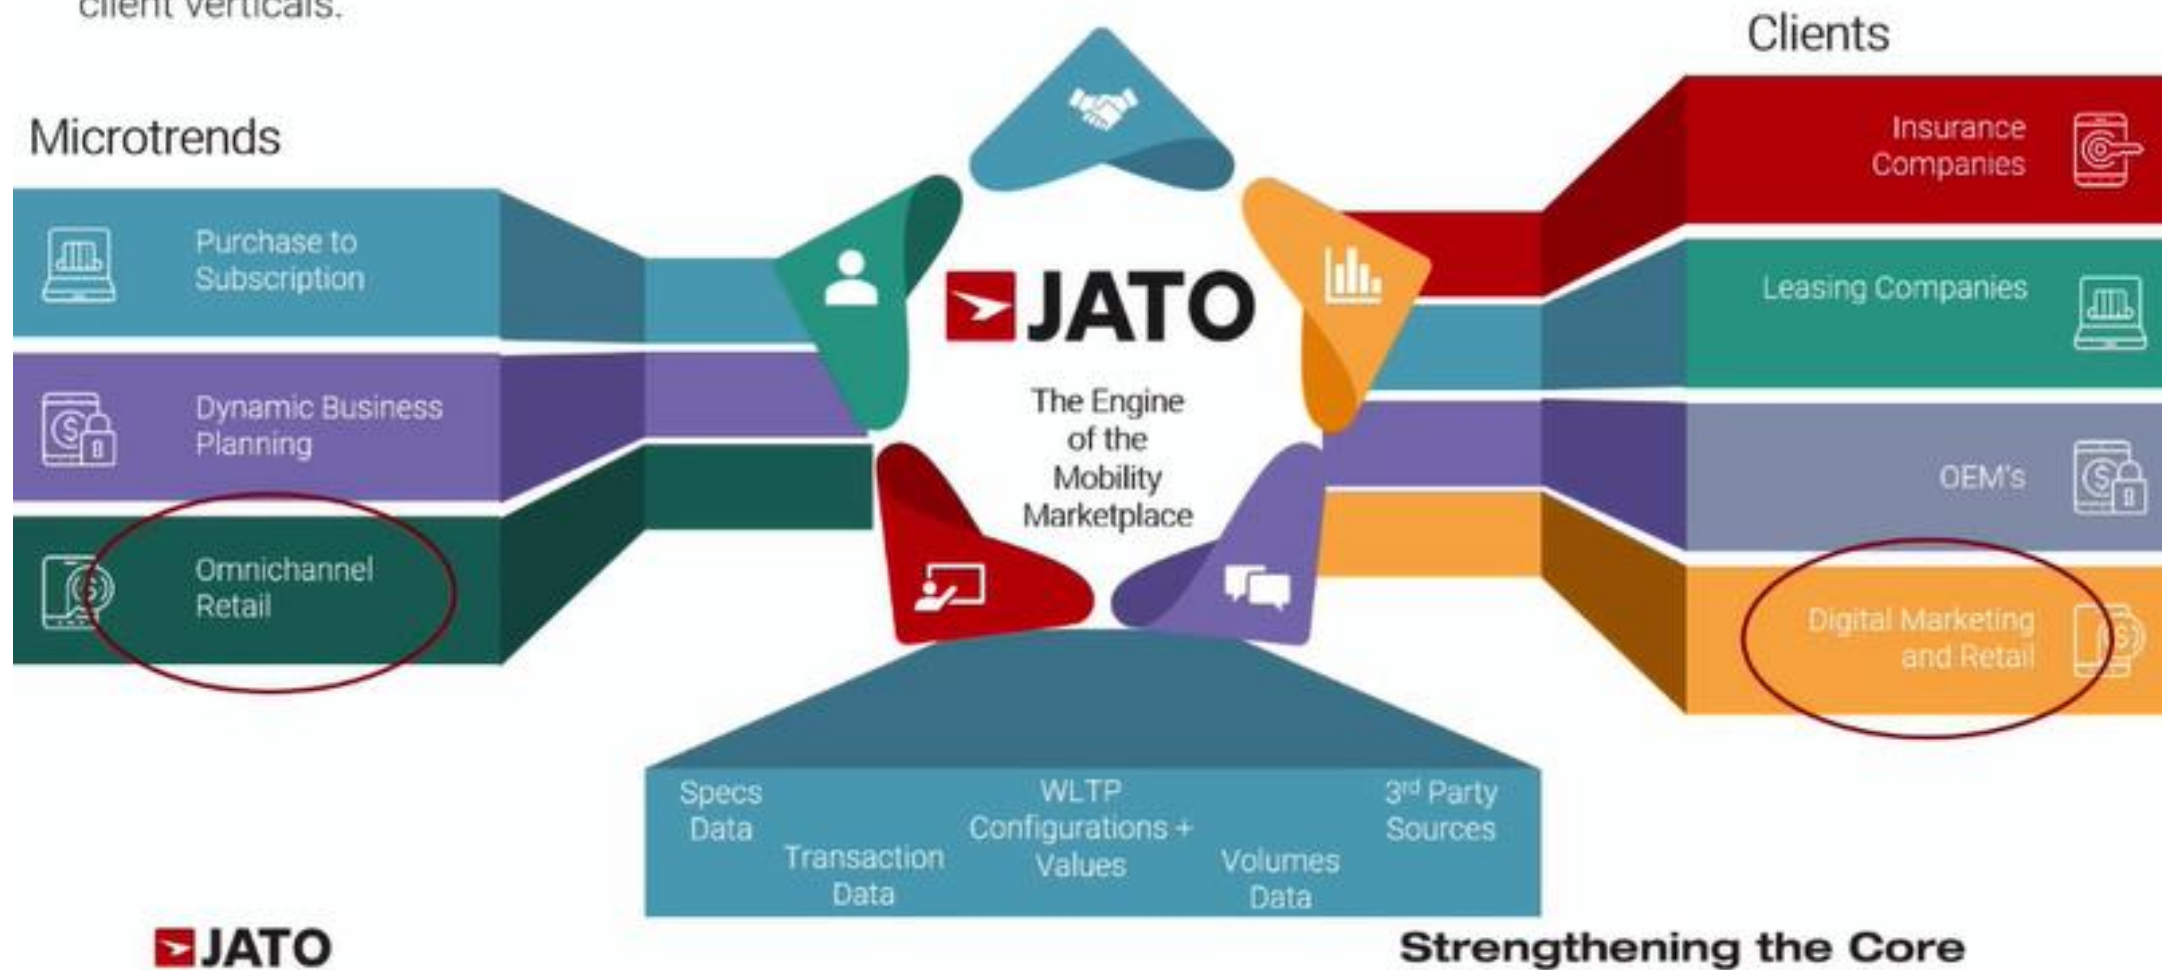 client verticals.
Clients
Microtrends
Purchase to
Subscription
Dynamic Business
Planning
Omnichannel
Retail
JATO
The Engine
of the
Mobility
Marketplace
Insurance
Companies
Leasing Companies
OEM's
Digital Marketing
and Retail
Specs
Data
Transaction
Data
WLTP
Configurations +
Values
Volumes
Data
3rd Party
Sources
JATO
Strengthening the Core